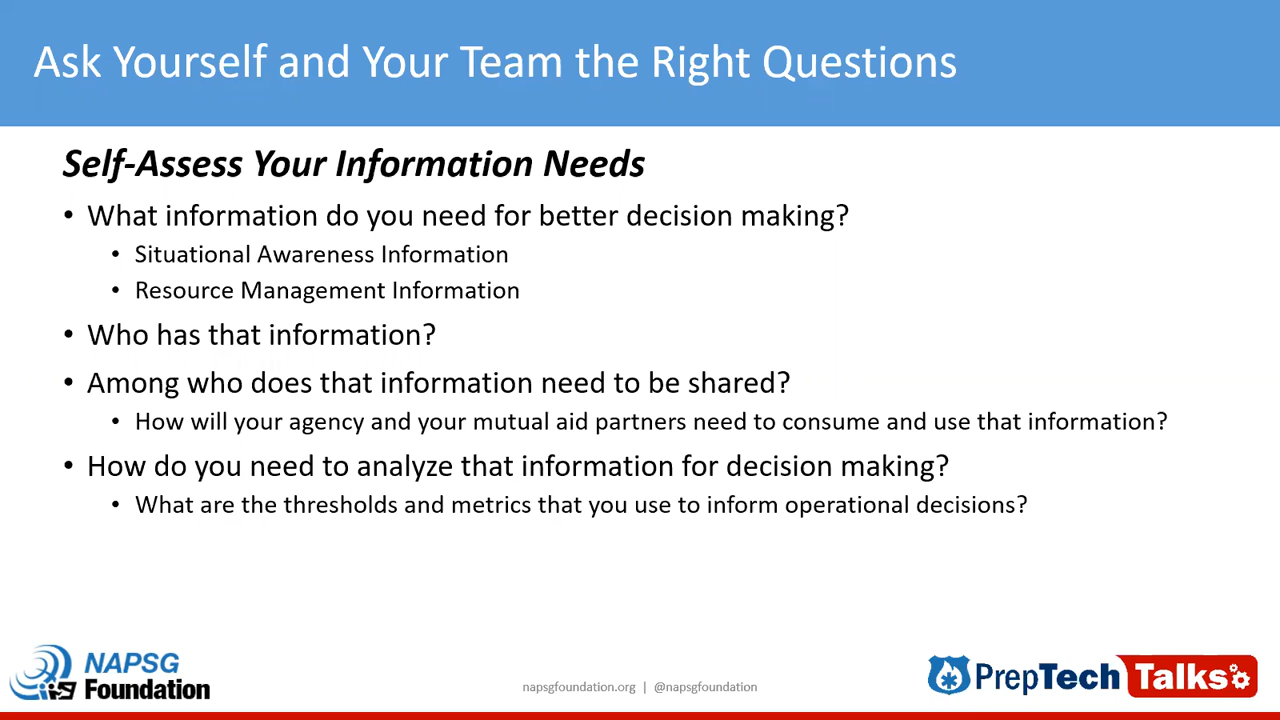 Ask Yourself and Your Team the Right Questions
Self-Assess Your Information Needs
• What information do you need for better decision making?
• Situational Awareness Information
• Resource Management Information
• Who has that information?
• Among who does that information need to be shared?
• How will your agency and your mutual aid partners need to consume and use that information?
• How do you need to analyze that information for decision making?
• What are the thresholds and metrics that you use to inform operational decisions?
NAPSG
Foundation
napsgfoundation.org | @napsgfoundation
PrepTech Talks